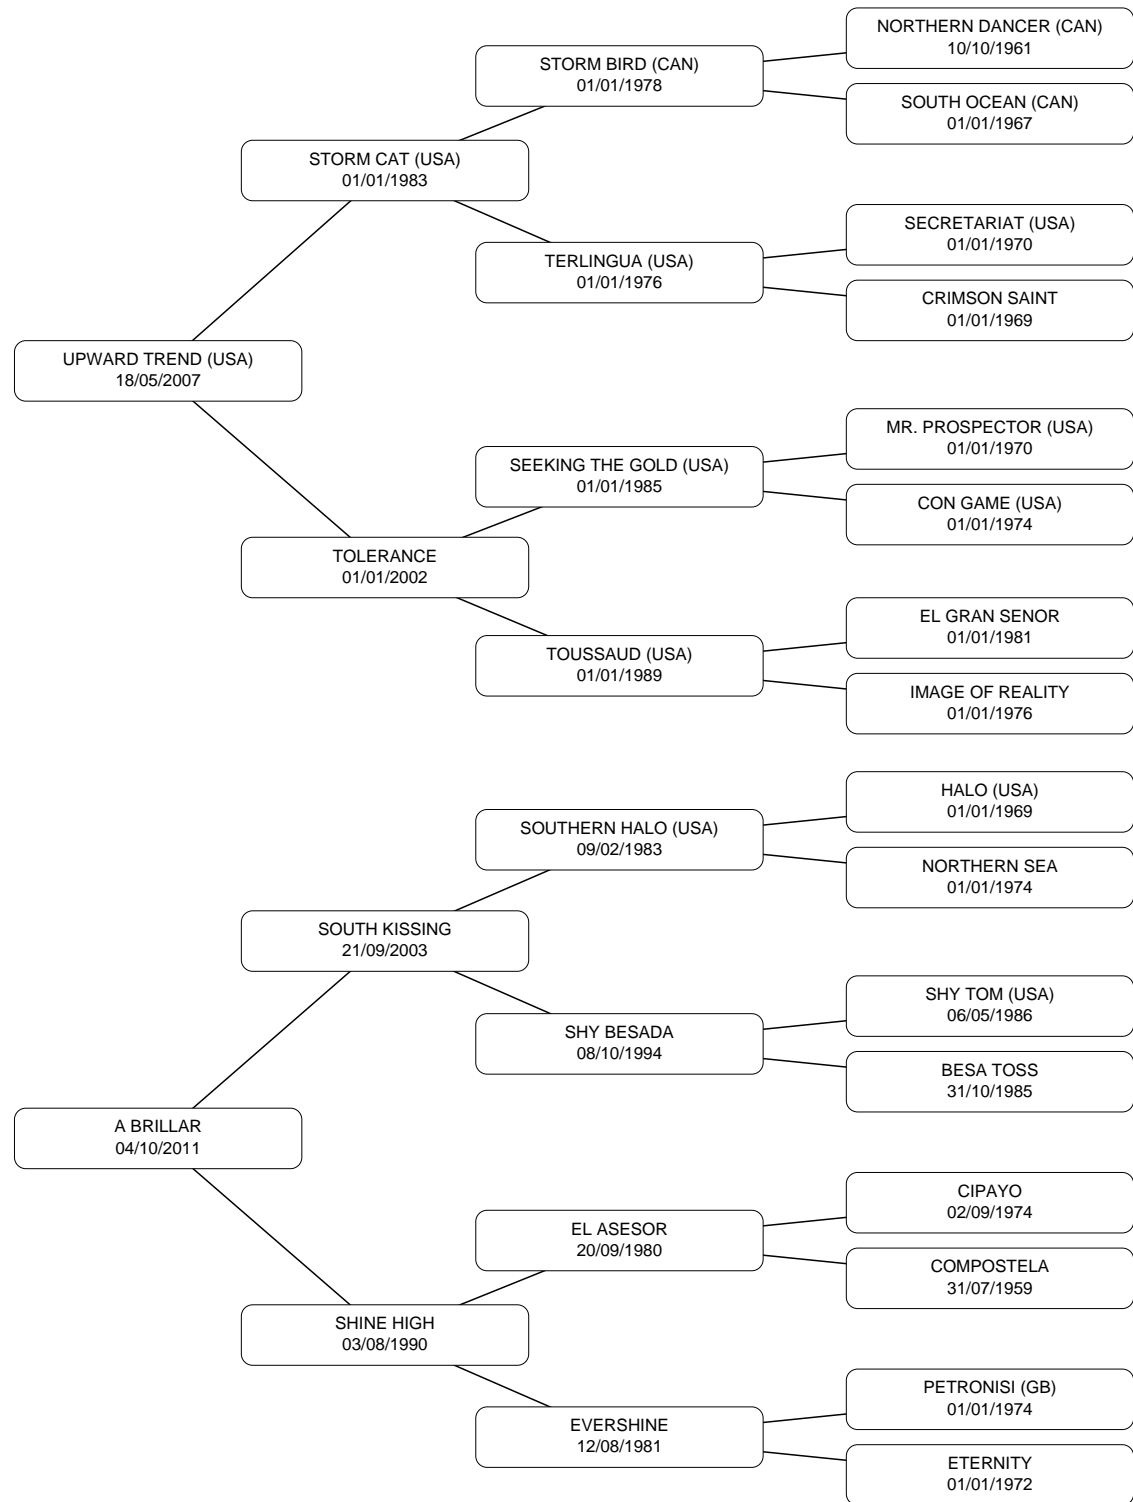 NORTHERN DANCER (CAN)
10/10/1961
STORM BIRD (CAN)
01/01/1978
SOUTH OCEAN (CAN)
01/01/1967
STORM CAT (USA)
01/01/1983
SECRETARIAT (USA)
01/01/1970
TERLINGUA (USA)
01/01/1976
CRIMSON SAINT
01/01/1969
UPWARD TREND (USA)
18/05/2007
MR. PROSPECTOR (USA)
01/01/1970
SEEKING THE GOLD (USA)
01/01/1985
CON GAME (USA)
01/01/1974
TOLERANCE
01/01/2002
EL GRAN SENOR
01/01/1981
TOUSSAUD (USA)
01/01/1989
IMAGE OF REALITY
01/01/1976
HALO (USA)
01/01/1969
SOUTHERN HALO (USA)
09/02/1983
NORTHERN SEA
01/01/1974
SOUTH KISSING
21/09/2003
SHY TOM (USA)
06/05/1986
SHY BESADA
08/10/1994
BESA TOSS
31/10/1985
A BRILLAR
04/10/2011
CIPAYO
02/09/1974
EL ASESOR
20/09/1980
COMPOSTELA
31/07/1959
SHINE HIGH
03/08/1990
PETRONISI (GB)
01/01/1974
EVERSHINE
12/08/1981
ETERNITY
01/01/1972